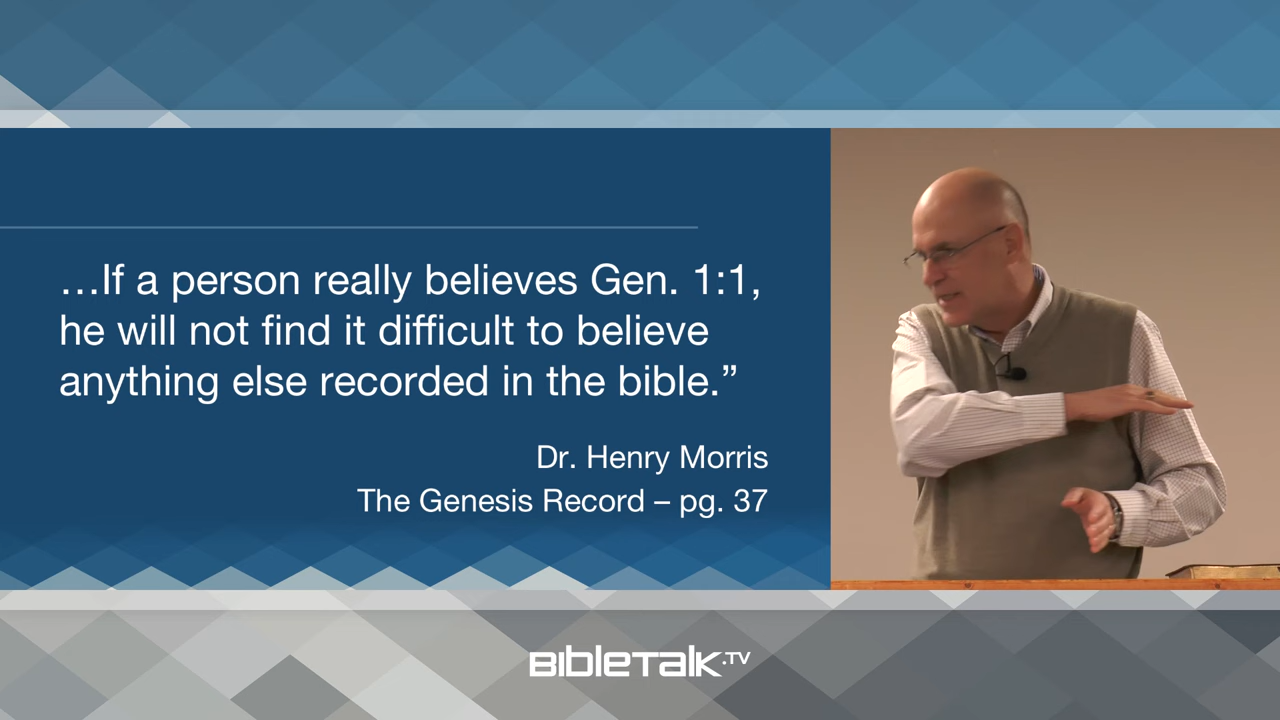 …If a person really believes Gen. 1:1,
he will not find it difficult to believe
anything else recorded in the bible.”
Dr. Henry Morris
The Genesis Record – pg. 37
BIBLETALK.TV